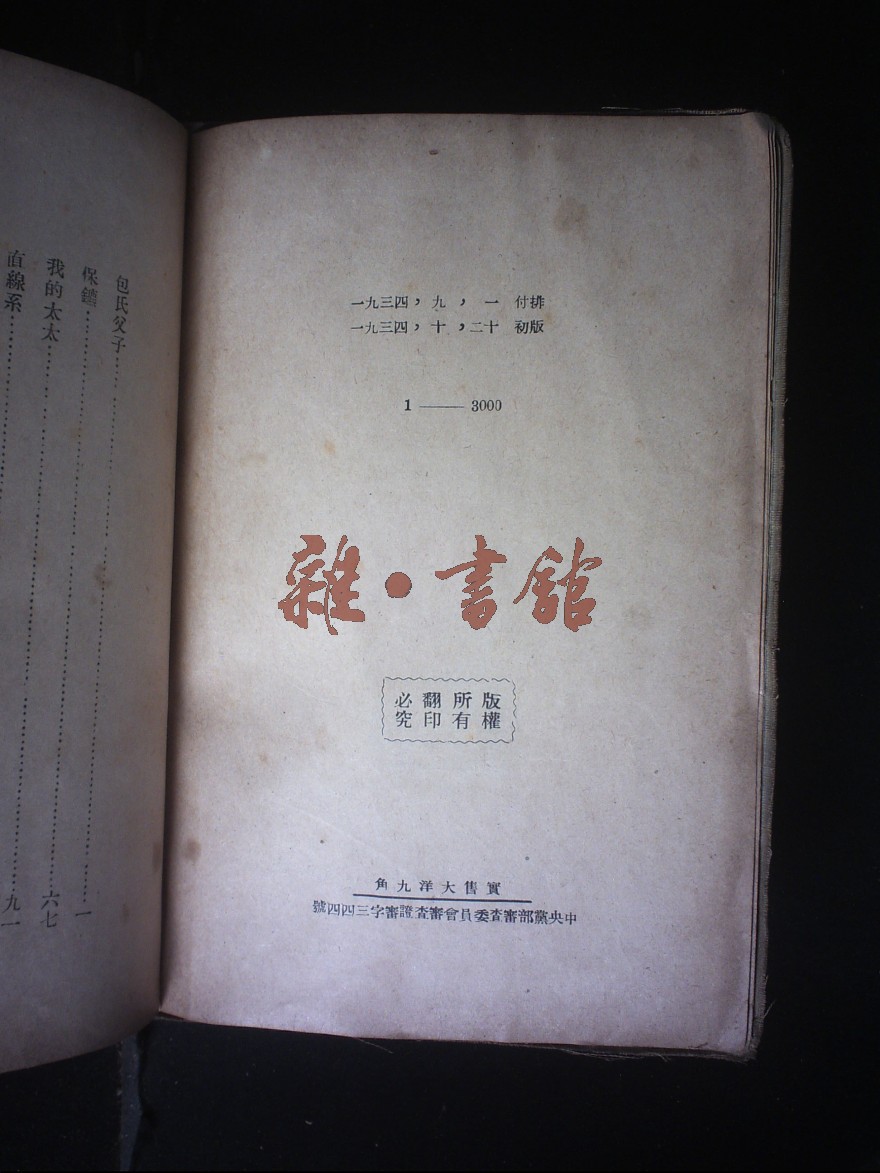 包氏父子……一
保鏢……六七
我的太太……九一
直線系……
一九三四，九，一 付排
一九三四，十，二十 初版
1 —— 3000
雜·書館
版權所有
翻印必究
實售大洋九角
中央黨部審查委員會審查證審字三四四號